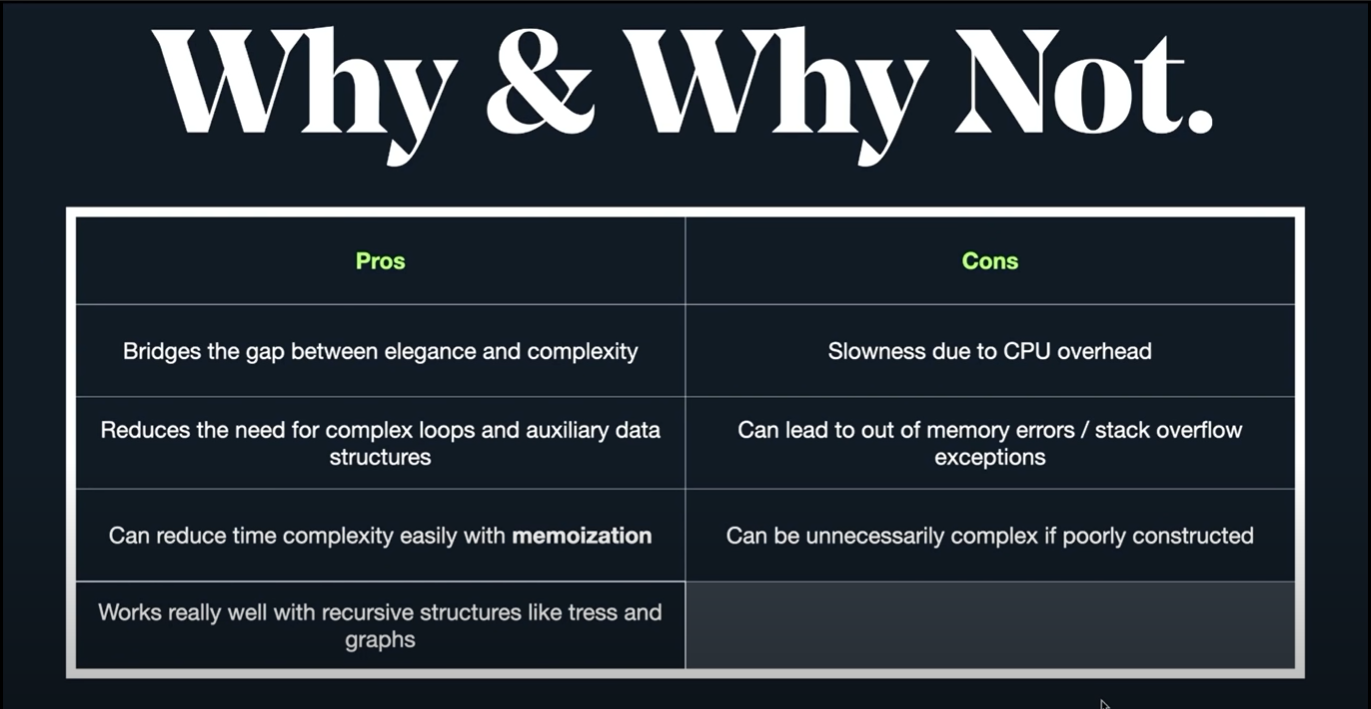 Why & Why Not.
Pros
Cons
Bridges the gap between elegance and complexity
Slowness due to CPU overhead
Reduces the need for complex loops and auxiliary data
structures
Can lead to out of memory errors / stack overflow
exceptions
Can reduce time complexity easily with memoization
Can be unnecessarily complex if poorly constructed
Works really well with recursive structures like tress and
graphs